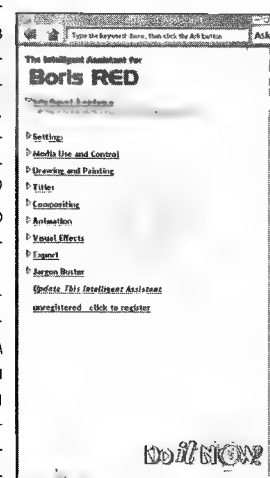 Type the keyword here, then click the Ask button
Ask
The Intelligent Assistant for
Boris RED
Settings
Media Use and Control
Drawing and Painting
Titles
Compositing
Animation
Visual Effects
Export
Jargon Buster
Update This Intelligent Assistant
unregistered click to register
Do it NOW!